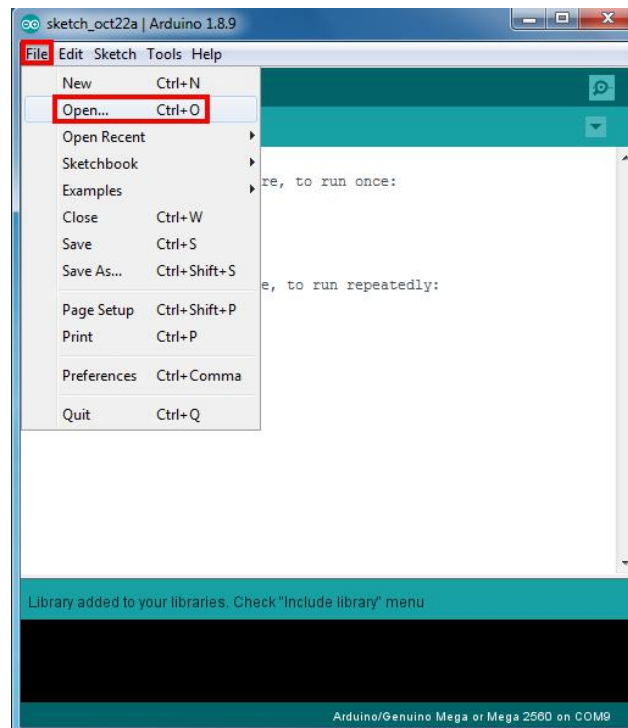 sketch_oct22a | Arduino 1.8.9
File Edit Sketch Tools Help
New Ctrl+N
Open... Ctrl+O
Open Recent
Sketchbook
Examples
re, to run once:
Close Ctrl+W
Save Ctrl+S
Save As... Ctrl+Shift+S
e, to run repeatedly:
Page Setup Ctrl+Shift+P
Print Ctrl+P
Preferences Ctrl+Comma
Quit Ctrl+Q
Library added to your libraries. Check "Include library" menu
Arduino/Genuino Mega or Mega 2560 on COM9